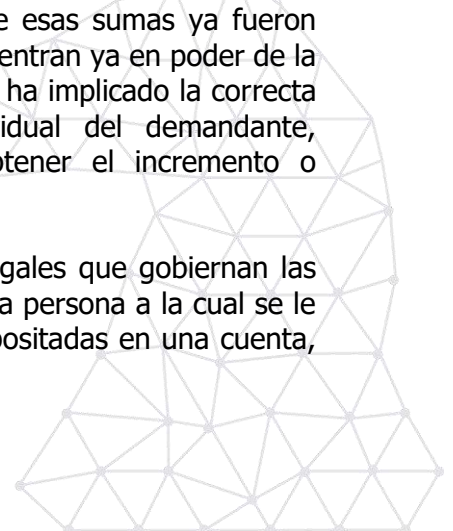 e esas sumas ya fueron
entran ya en poder de la
ha implicado la correcta
idual del demandante,
tener el incremento o
gales que gobiernan las
a persona a la cual se le
ositadas en una cuenta,